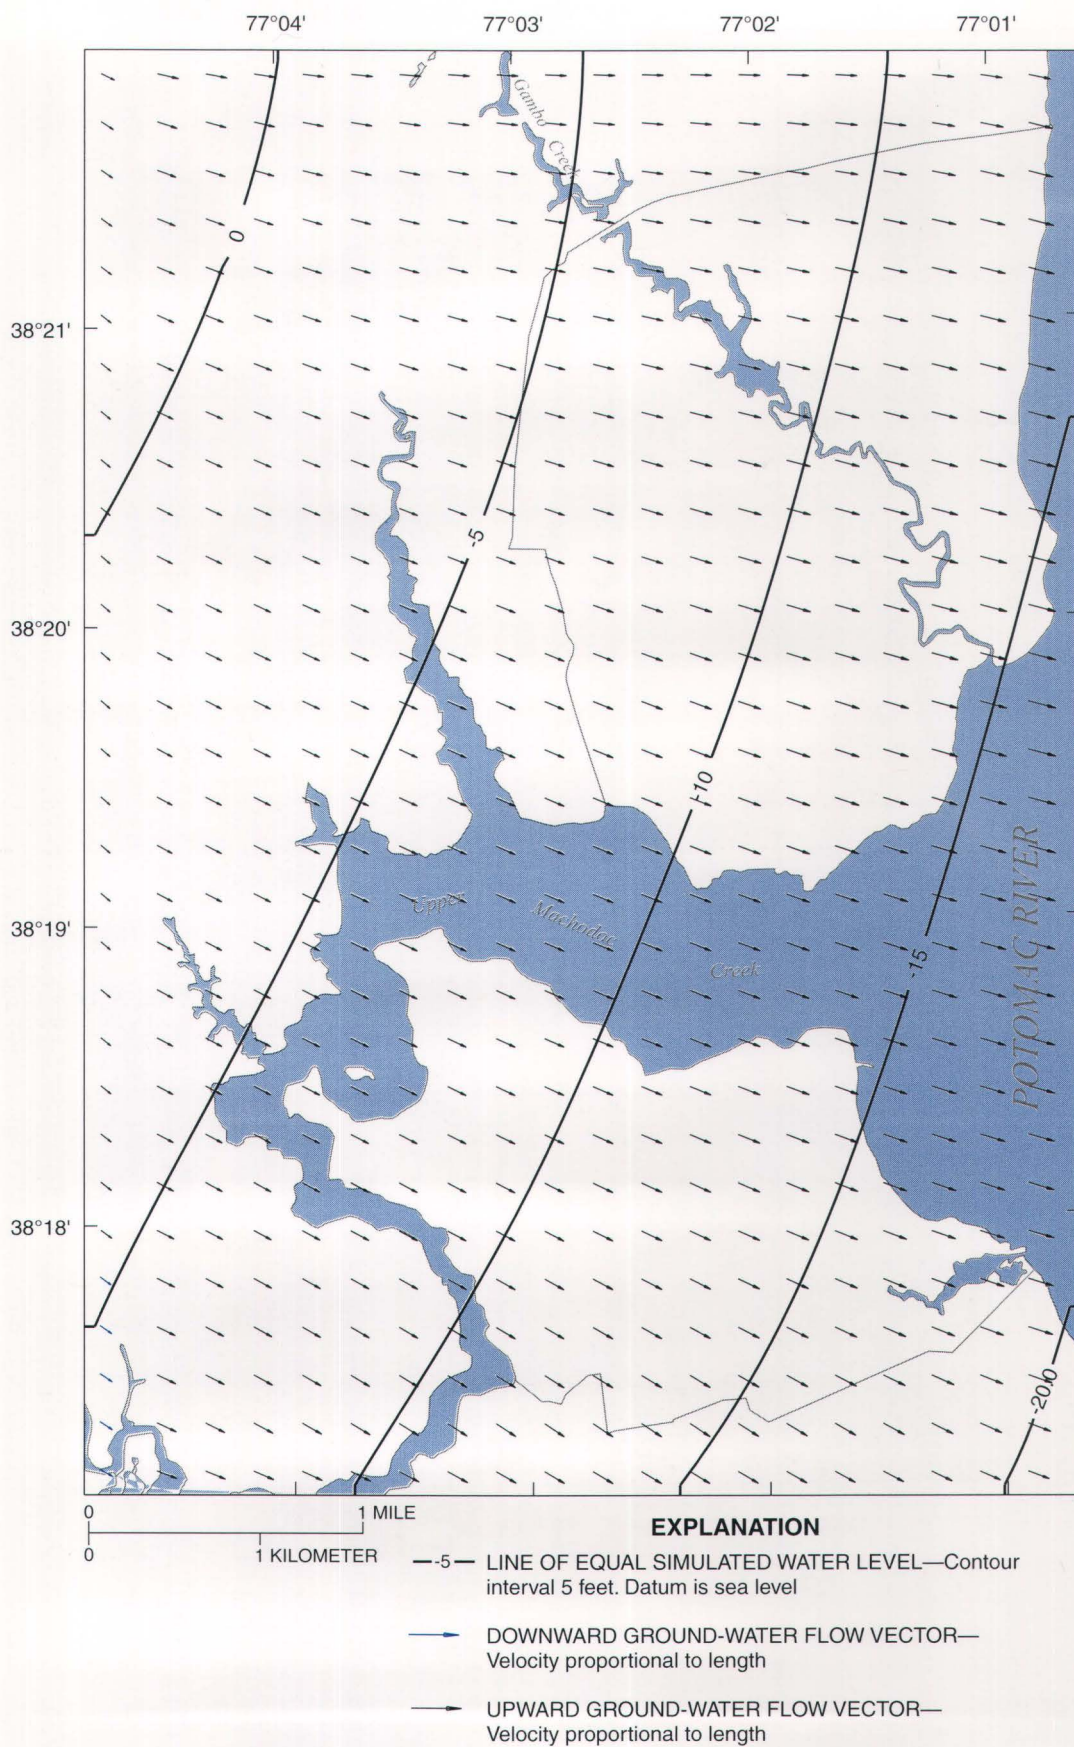 77°04' 77°03' 77°02' 77°01'
Gambo
Creek
0
38°21'
-5
38°20'
-10
Upper Machodoc
Creek
38°19'
-15
POTOMAC RIVER
38°18'
-20.0
0 1 MILE
0 1 KILOMETER
EXPLANATION
-5 LINE OF EQUAL SIMULATED WATER LEVEL—Contour
interval 5 feet. Datum is sea level
DOWNWARD GROUND-WATER FLOW VECTOR—
Velocity proportional to length
UPWARD GROUND-WATER FLOW VECTOR—
Velocity proportional to length